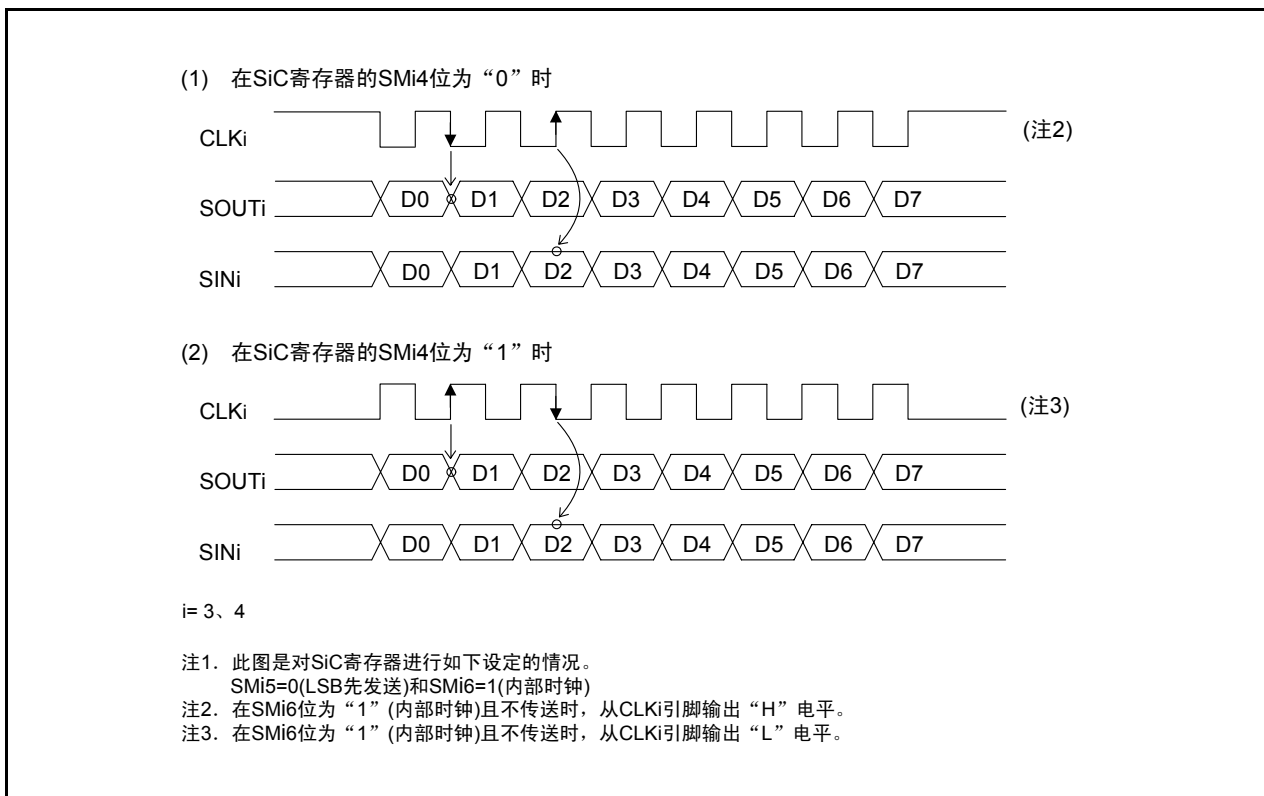 (1) 在SiC寄存器的SMi4位为“0”时
CLKi
(注2)
SOUTi D0 D1 D2 D3 D4 D5 D6 D7
SINi D0 D1 D2 D3 D4 D5 D6 D7
(2) 在SiC寄存器的SMi4位为“1”时
CLKi
(注3)
SOUTi D0 D1 D2 D3 D4 D5 D6 D7
SINi D0 D1 D2 D3 D4 D5 D6 D7
i= 3、4
注1. 此图是对SiC寄存器进行如下设定的情况。
SMi5=0(LSB先发送)和SMi6=1(内部时钟)
注2. 在SMi6位为“1”(内部时钟)且不传送时，从CLKi引脚输出“H”电平。
注3. 在SMi6位为“1”(内部时钟)且不传送时，从CLKi引脚输出“L”电平。